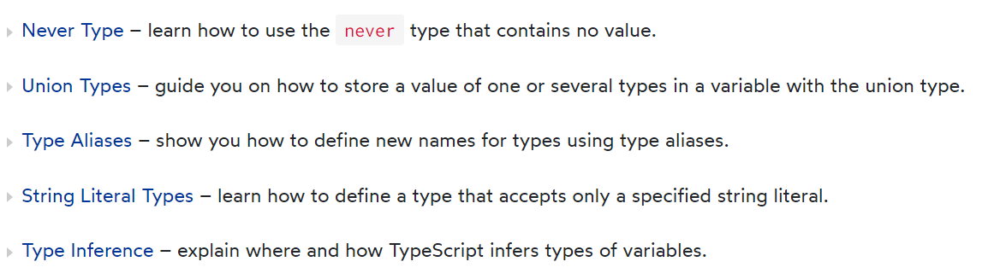 Never Type – learn how to use the never type that contains no value.
Union Types – guide you on how to store a value of one or several types in a variable with the union type.
Type Aliases – show you how to define new names for types using type aliases.
String Literal Types – learn how to define a type that accepts only a specified string literal.
Type Inference – explain where and how TypeScript infers types of variables.